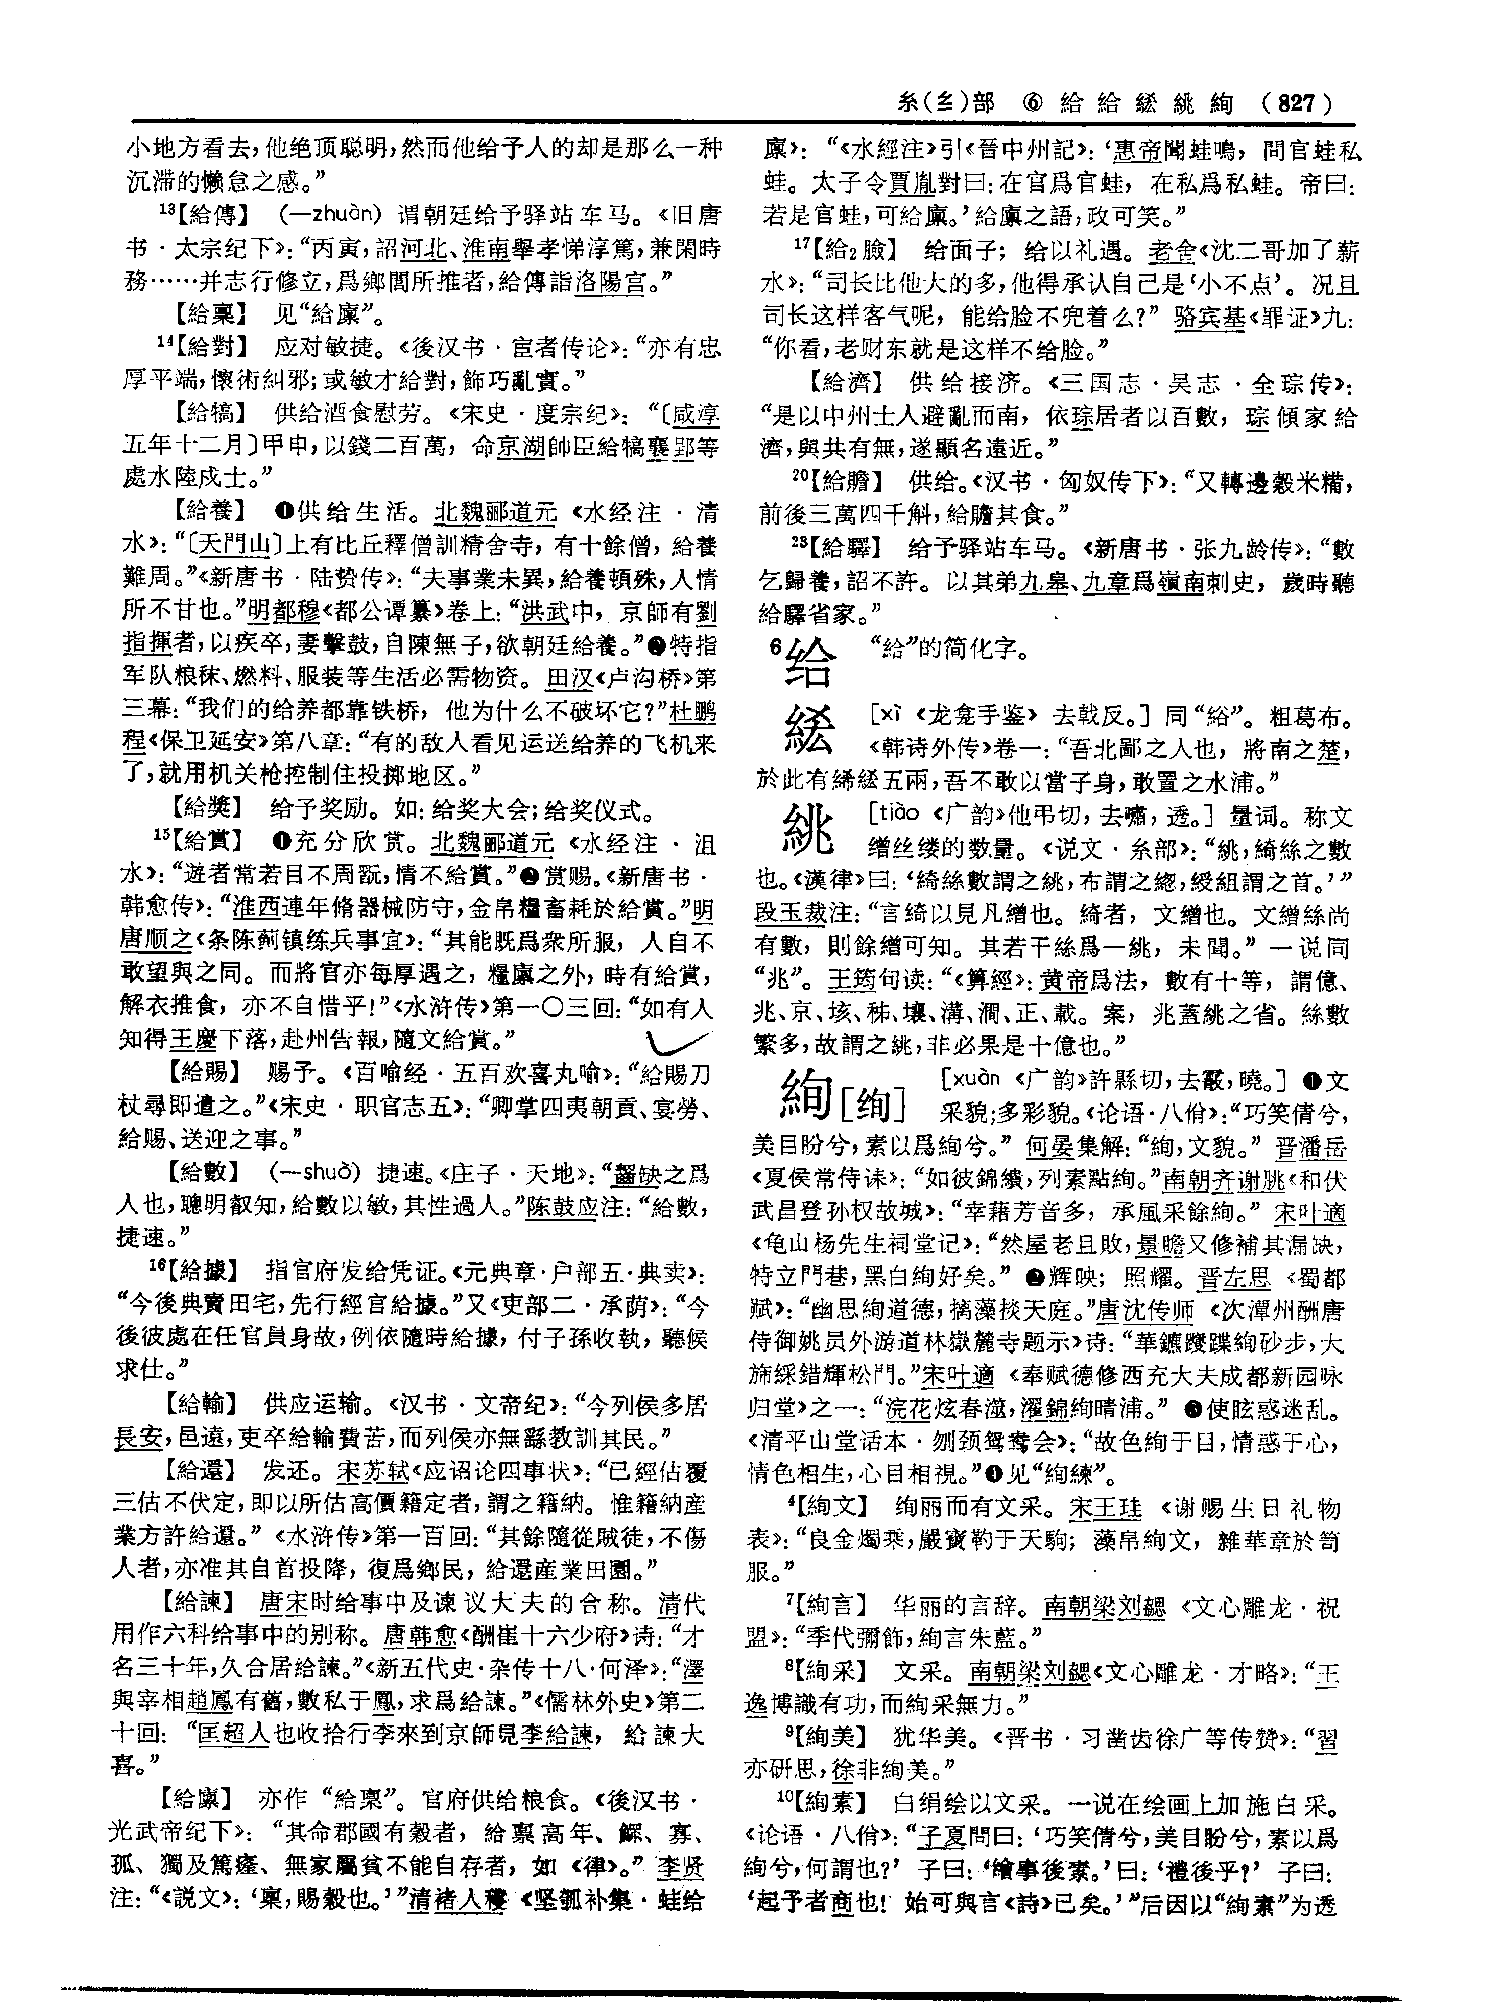 糸(纟)部 ⑥ 給 给 綌 絩 絢 (827)
小地方看去，他绝顶聪明，然而他给予人的却是那么一种
沉滞的懒怠之感。”
¹³【給傳】 (—zhuàn) 谓朝廷给予驿站车马。《旧唐
书·太宗纪下》：“丙寅，詔河北、淮南舉孝悌淳篤，兼閑時
務……并志行修立，爲鄉閭所推者，給傳詣洛陽宫。”
【給稟】 见“給廩”。
¹⁴【給對】 应对敏捷。《後汉书·宦者传论》：“亦有忠
厚平端，懷術糾邪；或敏才給對，飾巧亂實。”
【給犒】 供给酒食慰劳。《宋史·度宗纪》：“〔咸淳
五年十二月〕甲申，以錢二百萬，命京湖帥臣給犒襄郢等
處水陸戍士。”
【給養】 ❶供给生活。北魏郦道元《水经注·清
水》：“〔天門山〕上有比丘釋僧訓精舍寺，有十餘僧，給養
難周。”《新唐书·陆贽传》：“夫事業未異，給養頓殊，人情
所不甘也。”明都穆《都公谭纂》卷上：“洪武中，京師有劉
指揮者，以疾卒，妻擊鼓，自陳無子，欲朝廷給養。”❷特指
军队粮秣、燃料、服装等生活必需物资。田汉《卢沟桥》第
三幕：“我们的给养都靠铁桥，他为什么不破坏它？”杜鹏
程《保卫延安》第八章：“有的敌人看见运送给养的飞机来
了，就用机关枪控制住投掷地区。”
【給獎】 给予奖励。如：给奖大会；给奖仪式。
¹⁵【給賞】 ❶充分欣赏。北魏郦道元《水经注·沮
水》：“遊者常若目不周翫，情不給賞。”❷赏赐。《新唐书·
韩愈传》：“淮西連年脩器械防守，金帛糧畜耗於給賞。”明
唐顺之《条陈蓟镇练兵事宜》：“其能既爲衆所服，人自不
敢望與之同。而將官亦每厚遇之，糧廩之外，時有給賞，
解衣推食，亦不自惜乎！”《水浒传》第一〇三回：“如有人
知得王慶下落，赴州告報，隨文給賞。”
【給賜】 赐予。《百喻经·五百欢喜丸喻》：“給賜刀
杖尋即遣之。”《宋史·职官志五》：“卿掌四夷朝貢、宴勞、
給賜、送迎之事。”
【給數】 (—shuò) 捷速。《庄子·天地》：“齧缺之爲
人也，聰明叡知，給數以敏，其性過人。”陈鼓应注：“給數，
捷速。”
¹⁶【給據】 指官府发给凭证。《元典章·户部五·典卖》：
“今後典賣田宅，先行經官給據。”又《吏部二·承荫》：“今
後彼處在任官員身故，例依隨時給據，付子孫收執，聽候
求仕。”
【給輸】 供应运输。《汉书·文帝纪》：“今列侯多居
長安，邑遠，吏卒給輸費苦，而列侯亦無繇教訓其民。”
【給還】 发还。宋苏轼《应诏论四事状》：“已經估覆
三估不伏定，即以所估高價籍定者，謂之籍納。惟籍納産
業方許給還。”《水浒传》第一百回：“其餘隨從賊徒，不傷
人者，亦准其自首投降，復爲鄉民，給還産業田園。”
【給諫】 唐宋时给事中及谏议大夫的合称。清代
用作六科给事中的别称。唐韩愈《酬崔十六少府》诗：“才
名三十年，久合居給諫。”《新五代史·杂传十八·何泽》：“澤
與宰相趙鳳有舊，數私于鳳，求爲給諫。”《儒林外史》第二
十回：“匡超人也收拾行李來到京師見李給諫，給諫大
喜。”
【給廩】 亦作“給稟”。官府供给粮食。《後汉书·
光武帝纪下》：“其命郡國有穀者，給稟高年、鰥、寡、
孤、獨及篤癃、無家屬貧不能自存者，如《律》。”李贤
注：“《説文》：‘稟，賜穀也。’”清褚人穫《坚瓠补集·蛙给
廪》：“《水經注》引《晉中州記》：‘惠帝聞蛙鳴，問官蛙私
蛙。太子令賈胤對曰：在官爲官蛙，在私爲私蛙。帝曰：
若是官蛙，可給廩。’給廩之語，政可笑。”
¹⁷【給₂臉】 给面子；给以礼遇。老舍《沈二哥加了薪
水》：“司长比他大的多，他得承认自己是‘小不点’。况且
司长这样客气呢，能给脸不兜着么？”骆宾基《罪证》九：
“你看，老财东就是这样不给脸。”
【給濟】 供给接济。《三国志·吴志·全琮传》：
“是以中州士人避亂而南，依琮居者以百數，琮傾家給
濟，與共有無，遂顯名遠近。”
²⁰【給贍】 供给。《汉书·匈奴传下》：“又轉邊穀米糒，
前後三萬四千斛，給贍其食。”
²³【給驛】 给予驿站车马。《新唐书·张九龄传》：“數
乞歸養，詔不許。以其弟九皋、九章爲嶺南刺史，歲時聽
給驛省家。”
⁶给 “給”的简化字。
綌 [xì《龙龛手鉴》去戟反。] 同“綌”。粗葛布。
《韩诗外传》卷一：“吾北鄙之人也，將南之楚，
於此有絺綌五兩，吾不敢以當子身，敢置之水浦。”
絩 [tiào《广韵》他弔切，去嘯，透。] 量词。称文
缯丝缕的数量。《说文·糸部》：“絩，綺絲之數
也。《漢律》曰：‘綺絲數謂之絩，布謂之緫，綬組謂之首。’”
段玉裁注：“言綺以見凡繒也。綺者，文繒也。文繒絲尚
有數，則餘繒可知。其若干絲爲一絩，未聞。”一说同
“兆”。王筠句读：“《算經》：黄帝爲法，數有十等，謂億、
兆、京、垓、秭、壤、溝、澗、正、載。案，兆蓋絩之省。絲數
繁多，故謂之絩，非必果是十億也。”
絢[绚] [xuàn《广韵》許縣切，去霰，曉。] ❶文
采貌；多彩貌。《论语·八佾》：“巧笑倩兮，
美目盼兮，素以爲絢兮。”何晏集解：“絢，文貌。”晋潘岳
《夏侯常侍诔》：“如彼錦繢，列素點絢。”南朝齐谢朓《和伏
武昌登孙权故城》：“幸藉芳音多，承風采餘絢。”宋叶適
《龟山杨先生祠堂记》：“然屋老且敗，景瞻又修補其漏缺，
特立門巷，黑白絢好矣。”❷辉映；照耀。晋左思《蜀都
赋》：“幽思絢道德，摛藻掞天庭。”唐沈传师《次潭州酬唐
侍御姚员外游道林嶽麓寺题示》诗：“華鑣躞蹀絢砂步，大
斾綵錯輝松門。”宋叶適《奉赋德修西充大夫成都新园咏
归堂》之一：“浣花炫春澨，濯錦絢晴浦。”❸使眩惑迷乱。
《清平山堂话本·刎颈鸳鸯会》：“故色絢于目，情惑于心，
情色相生，心目相視。”❹见“絢練”。
⁴【絢文】 绚丽而有文采。宋王珪《谢赐生日礼物
表》：“良金燭乘，嚴寶勒于天駒；藻帛絢文，雜華章於笥
服。”
⁷【絢言】 华丽的言辞。南朝梁刘勰《文心雕龙·祝
盟》：“季代彌飾，絢言朱藍。”
⁸【絢采】 文采。南朝梁刘勰《文心雕龙·才略》：“王
逸博識有功，而絢采無力。”
⁹【絢美】 犹华美。《晋书·习凿齿徐广等传赞》：“習
亦研思，徐非絢美。”
¹⁰【絢素】 白绢绘以文采。一说在绘画上加施白采。
《论语·八佾》：“子夏問曰：‘巧笑倩兮，美目盼兮，素以爲
絢兮，何謂也？’子曰：‘繪事後素。’曰：‘禮後乎？’子曰：
‘起予者商也！始可與言《詩》已矣。’”后因以“絢素”为透